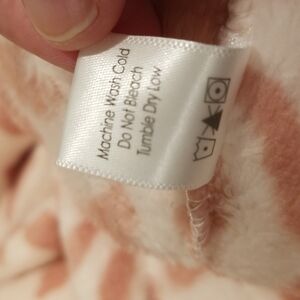 Machine Wash Cold
Do Not Bleach
Tumble Dry Low